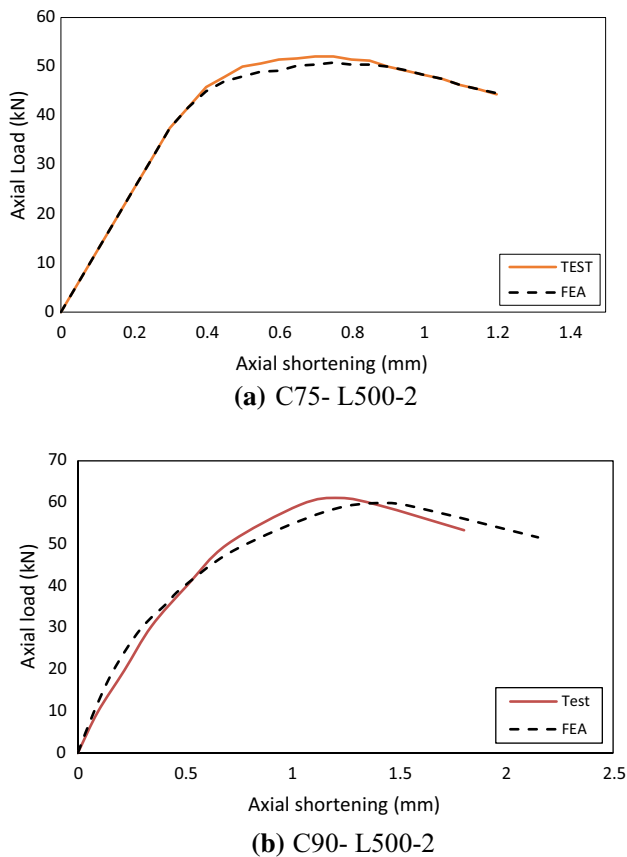 60
50
40
30
20
10
0
Axial Load (kN)
TEST
FEA
0 0.2 0.4 0.6 0.8 1 1.2 1.4
Axial shortening (mm)
(a) C75- L500-2
70
60
50
40
30
20
10
0
Axial load (kN)
Test
FEA
0 0.5 1 1.5 2 2.5
Axial shortening (mm)
(b) C90- L500-2